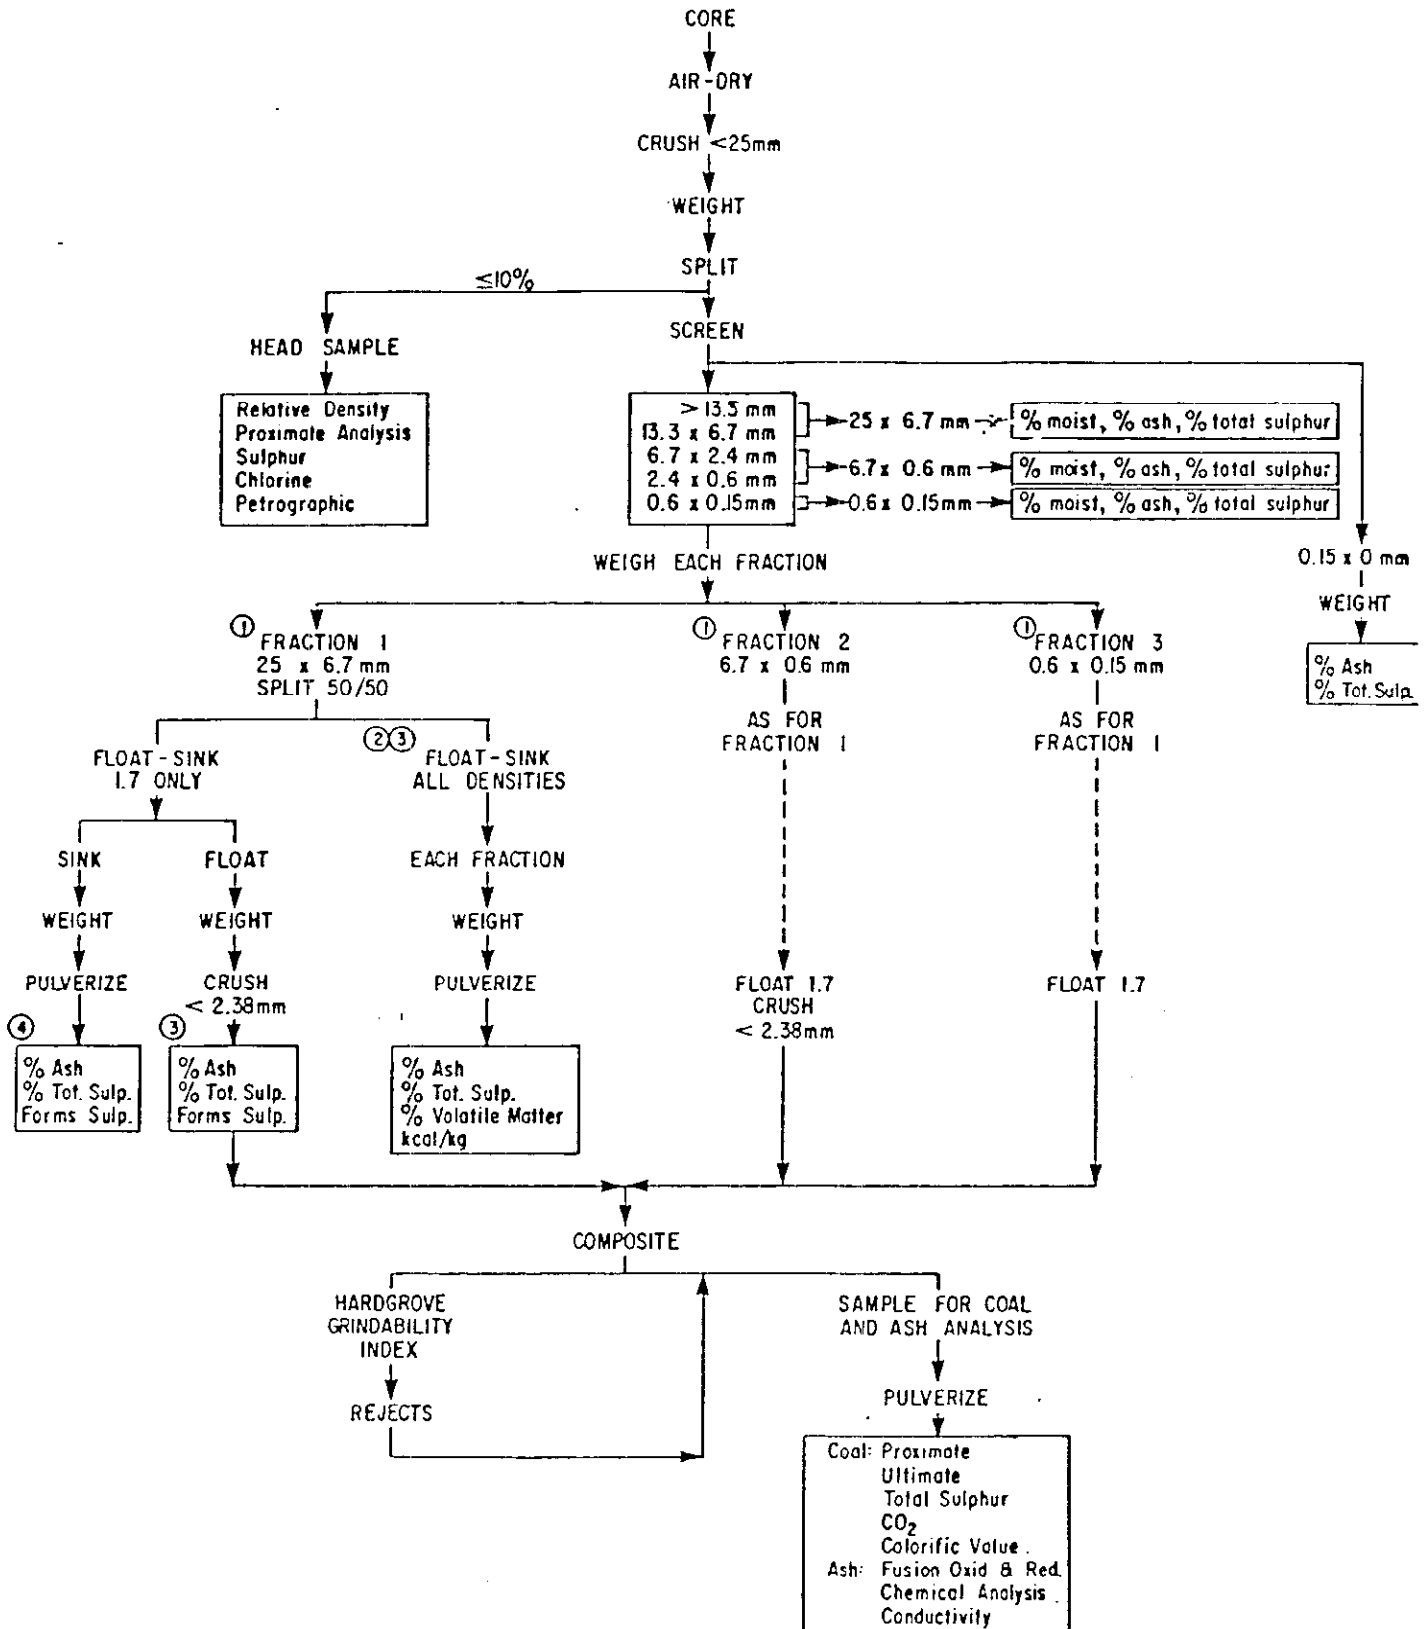 CORE
AIR-DRY
CRUSH <25mm
WEIGHT
SPLIT
≦10%
HEAD SAMPLE
Relative Density
Proximate Analysis
Sulphur
Chlorine
Petrographic
SCREEN
> 13.3 mm
13.3 x 6.7 mm
6.7 x 2.4 mm
2.4 x 0.6 mm
0.6 x 0.15mm
25 x 6.7 mm
% moist, % ash, % total sulphur
6.7 x 0.6 mm
% moist, % ash, % total sulphur
0.6 x 0.15mm
% moist, % ash, % total sulphur
0.15 x 0 mm
WEIGHT
% Ash
% Tot. Sulp.
WEIGH EACH FRACTION
① FRACTION 1
25 x 6.7 mm
SPLIT 50/50
① FRACTION 2
6.7 x 0.6 mm
AS FOR
FRACTION 1
① FRACTION 3
0.6 x 0.15mm
AS FOR
FRACTION 1
FLOAT-SINK
1.7 ONLY
②③
FLOAT-SINK
ALL DENSITIES
SINK
WEIGHT
PULVERIZE
④
% Ash
% Tot. Sulp.
Forms Sulp.
FLOAT
WEIGHT
CRUSH
< 2.38mm
③
% Ash
% Tot. Sulp.
Forms Sulp.
EACH FRACTION
WEIGHT
PULVERIZE
% Ash
% Tot. Sulp.
% Volatile Matter
kcal/kg
FLOAT 1.7
CRUSH
< 2.38mm
FLOAT 1.7
COMPOSITE
HARDGROVE
GRINDABILITY
INDEX
REJECTS
SAMPLE FOR COAL
AND ASH ANALYSIS
PULVERIZE
Coal: Proximate
Ultimate
Total Sulphur
CO₂
Calorific Value
Ash: Fusion Oxid & Red.
Chemical Analysis
Conductivity